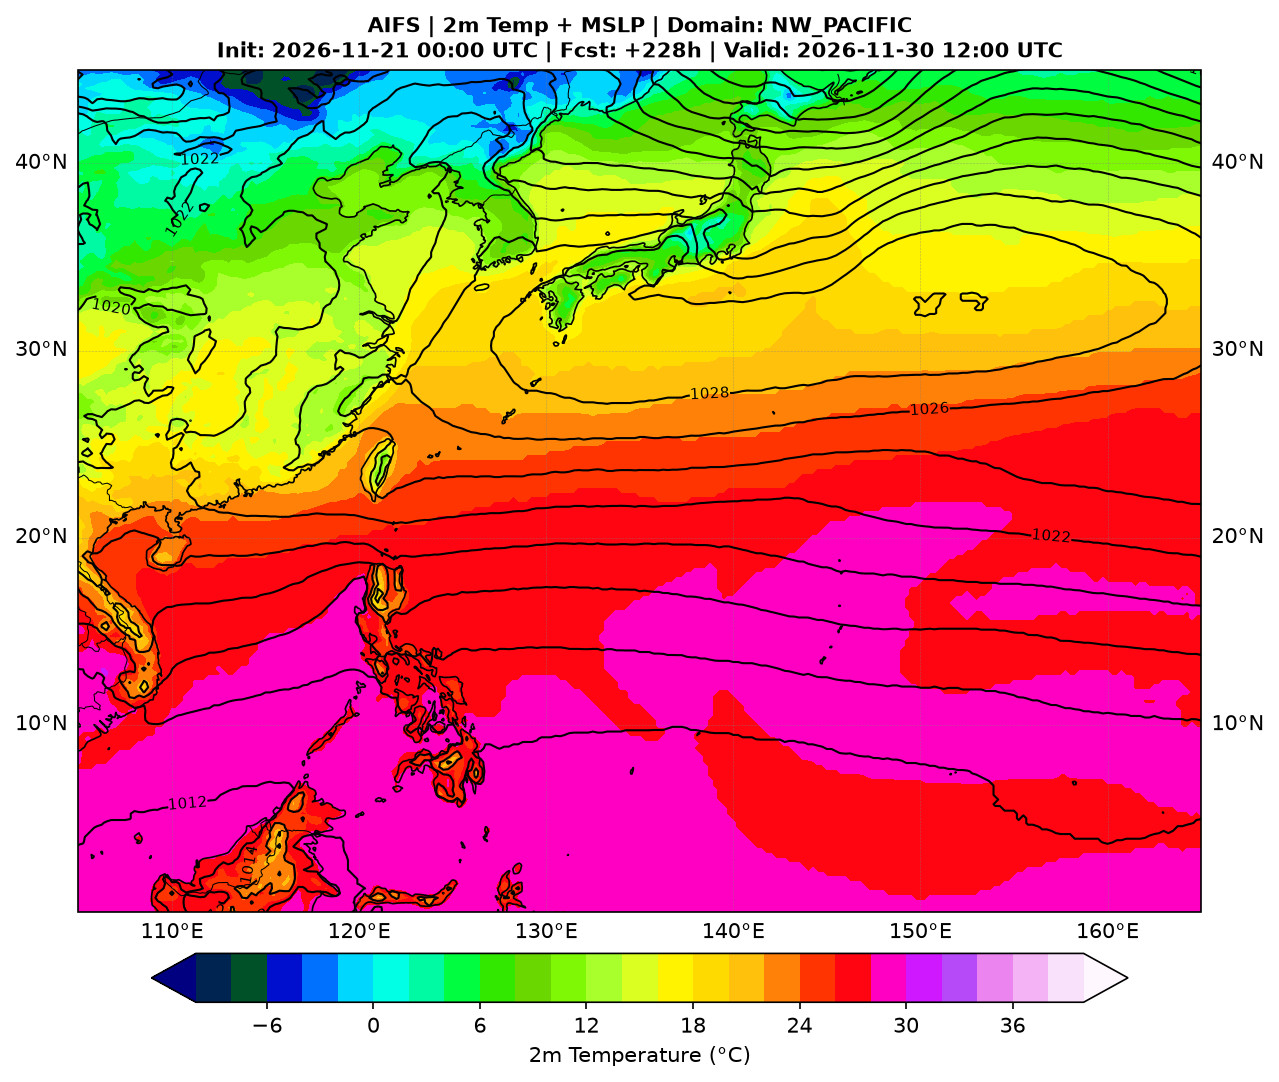 AIFS | 2m Temp + MSLP | Domain: NW_PACIFIC
Init: 2026-11-21 00:00 UTC | Fcst: +228h | Valid: 2026-11-30 12:00 UTC
40°N 1022 40°N
1022
1020
30°N 30°N
1028
1026
20°N 1022 20°N
10°N 10°N
1012
1014
110°E 120°E 130°E 140°E 150°E 160°E
−6 0 6 12 18 24 30 36
2m Temperature (°C)